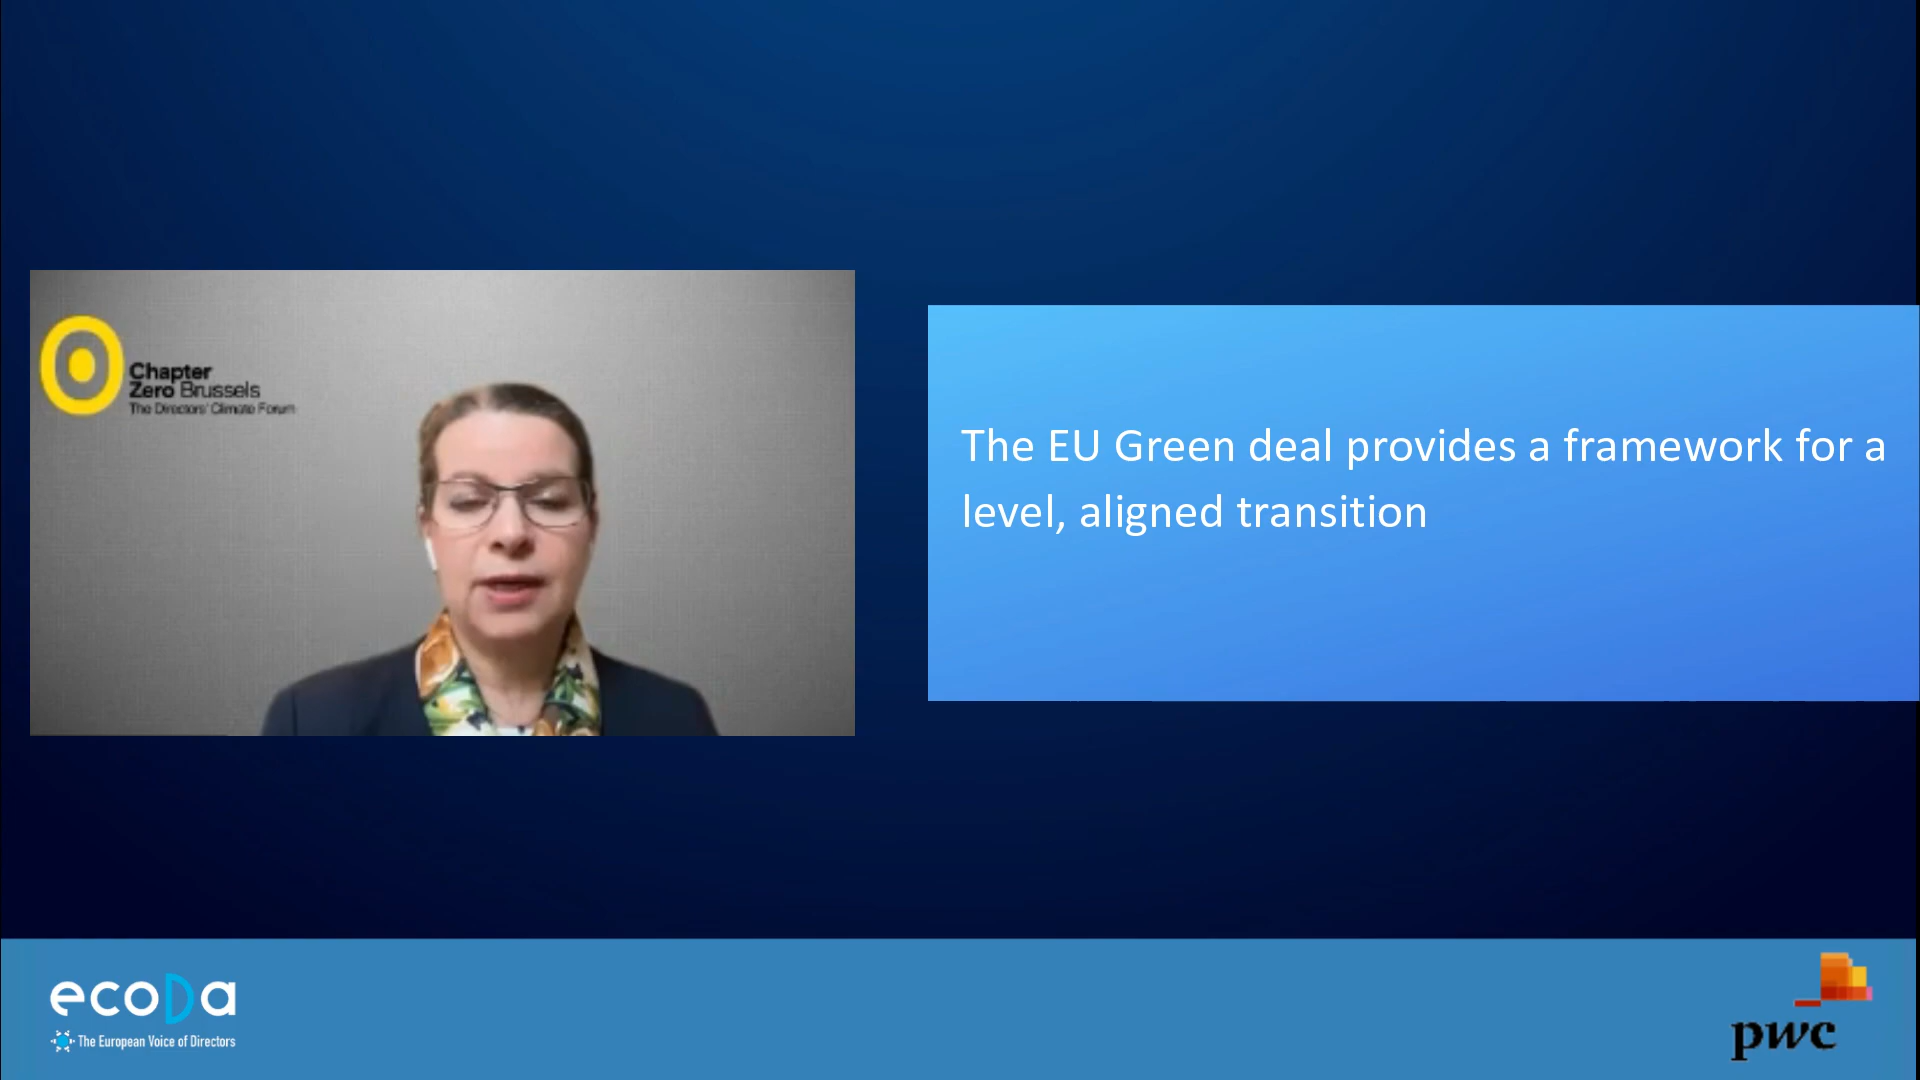 Chapter
Zero Brussels
The Directors' Climate Forum
The EU Green deal provides a framework for a
level, aligned transition
ecoDa
The European Voice of Directors
pwc